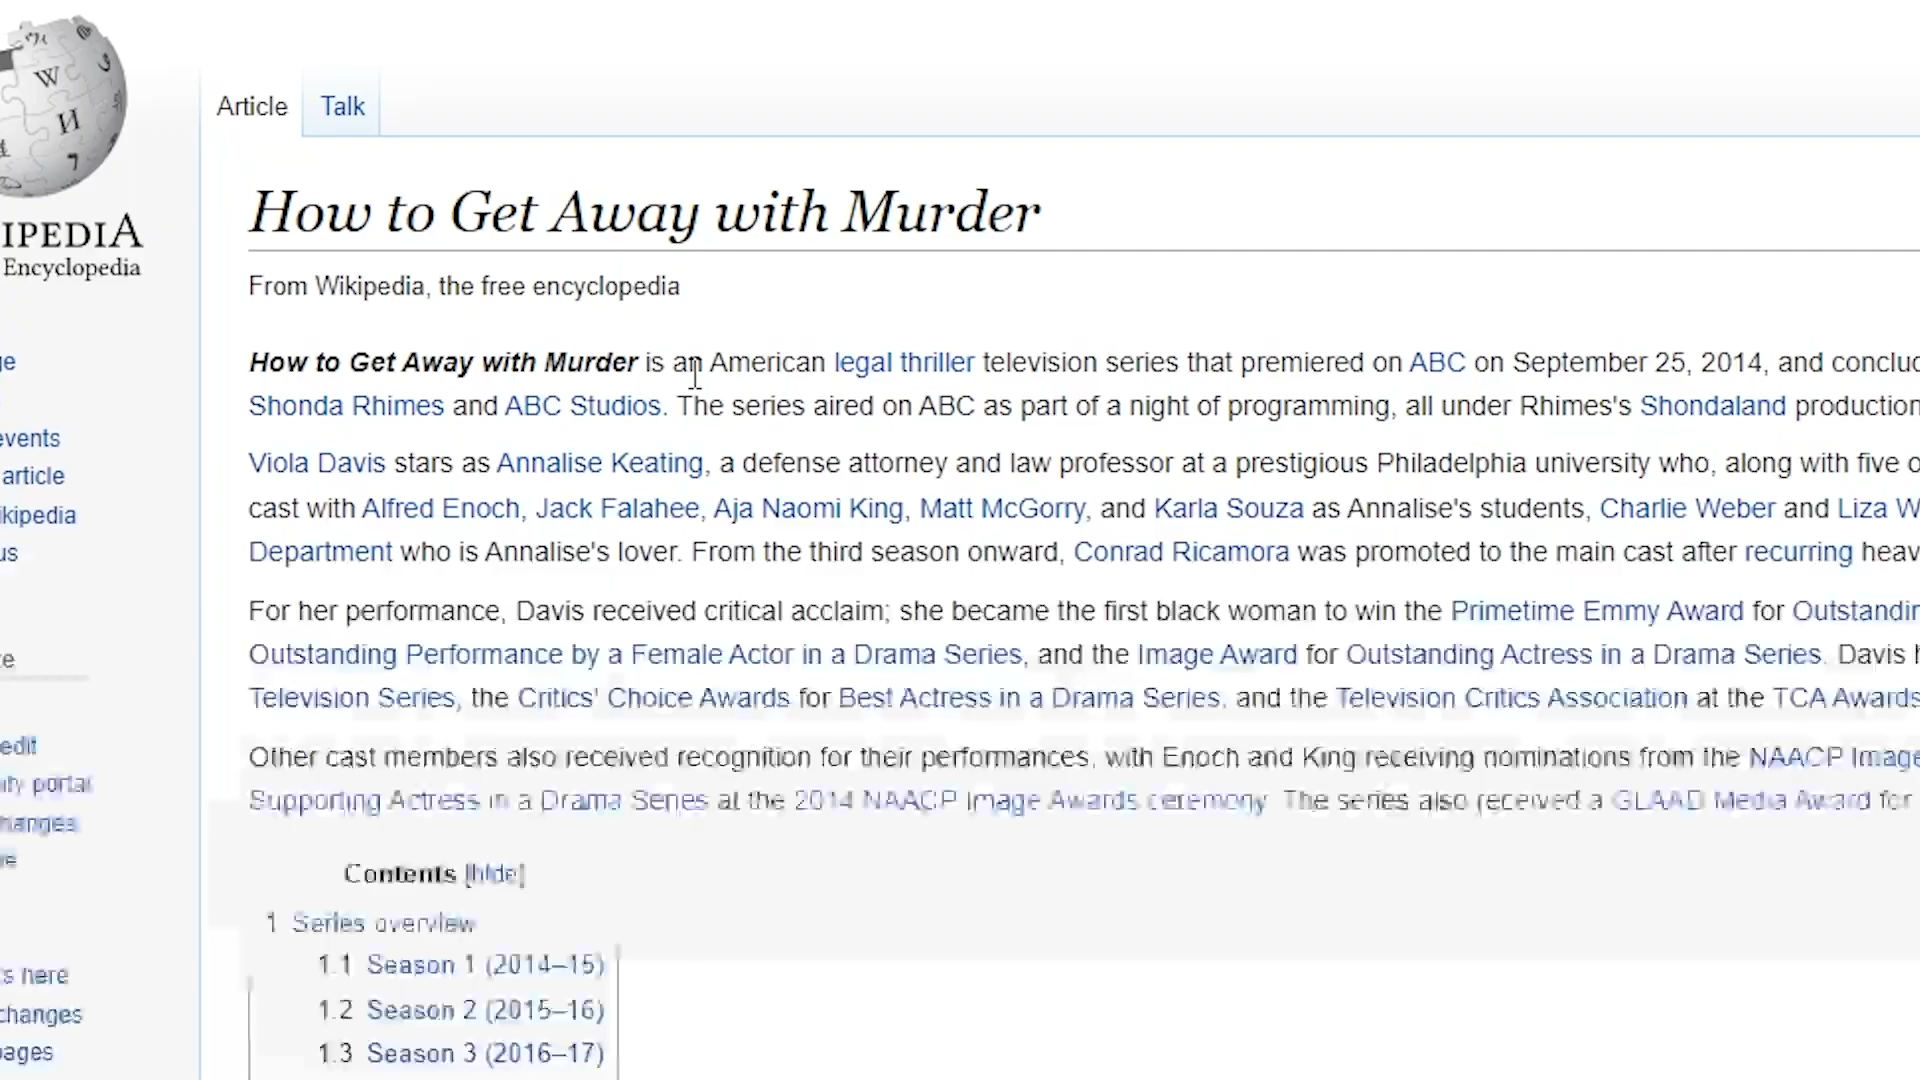 IPEDIA
Encyclopedia
Article Talk
How to Get Away with Murder
From Wikipedia, the free encyclopedia
How to Get Away with Murder is an American legal thriller television series that premiered on ABC on September 25, 2014, and conclud
Shonda Rhimes and ABC Studios. The series aired on ABC as part of a night of programming, all under Rhimes's Shondaland production
Viola Davis stars as Annalise Keating, a defense attorney and law professor at a prestigious Philadelphia university who, along with five o
cast with Alfred Enoch, Jack Falahee, Aja Naomi King, Matt McGorry, and Karla Souza as Annalise's students, Charlie Weber and Liza W
Department who is Annalise's lover. From the third season onward, Conrad Ricamora was promoted to the main cast after recurring heav
For her performance, Davis received critical acclaim; she became the first black woman to win the Primetime Emmy Award for Outstandin
Outstanding Performance by a Female Actor in a Drama Series, and the Image Award for Outstanding Actress in a Drama Series. Davis h
Television Series, the Critics' Choice Awards for Best Actress in a Drama Series, and the Television Critics Association at the TCA Awards
Other cast members also received recognition for their performances, with Enoch and King receiving nominations from the NAACP Image
Supporting Actress in a Drama Series at the 2014 NAACP Image Awards ceremony. The series also received a GLAAD Media Award for
Contents [hide]
1 Series overview
1.1 Season 1 (2014–15)
1.2 Season 2 (2015–16)
1.3 Season 3 (2016–17)
ge
events
article
ikipedia
us
te
edit
ity portal
hanges
e
s here
changes
pages